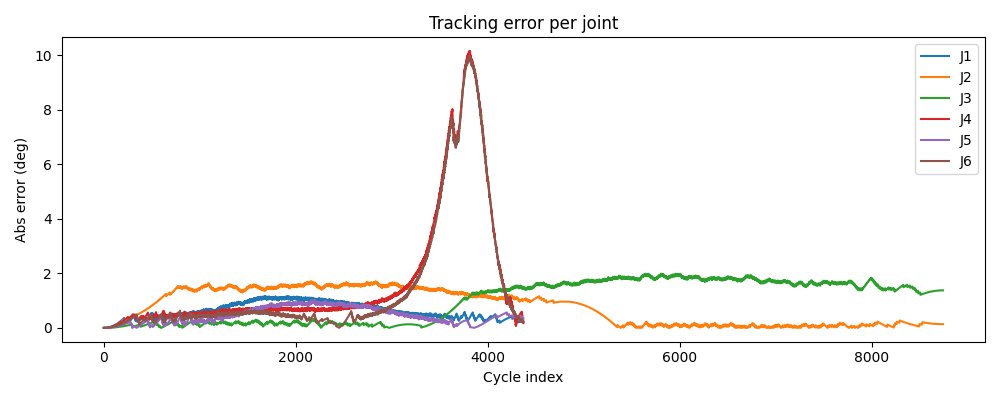 Tracking error per joint
Abs error (deg)
10
8
6
4
2
0
0 2000 4000 6000 8000
Cycle index
J1
J2
J3
J4
J5
J6